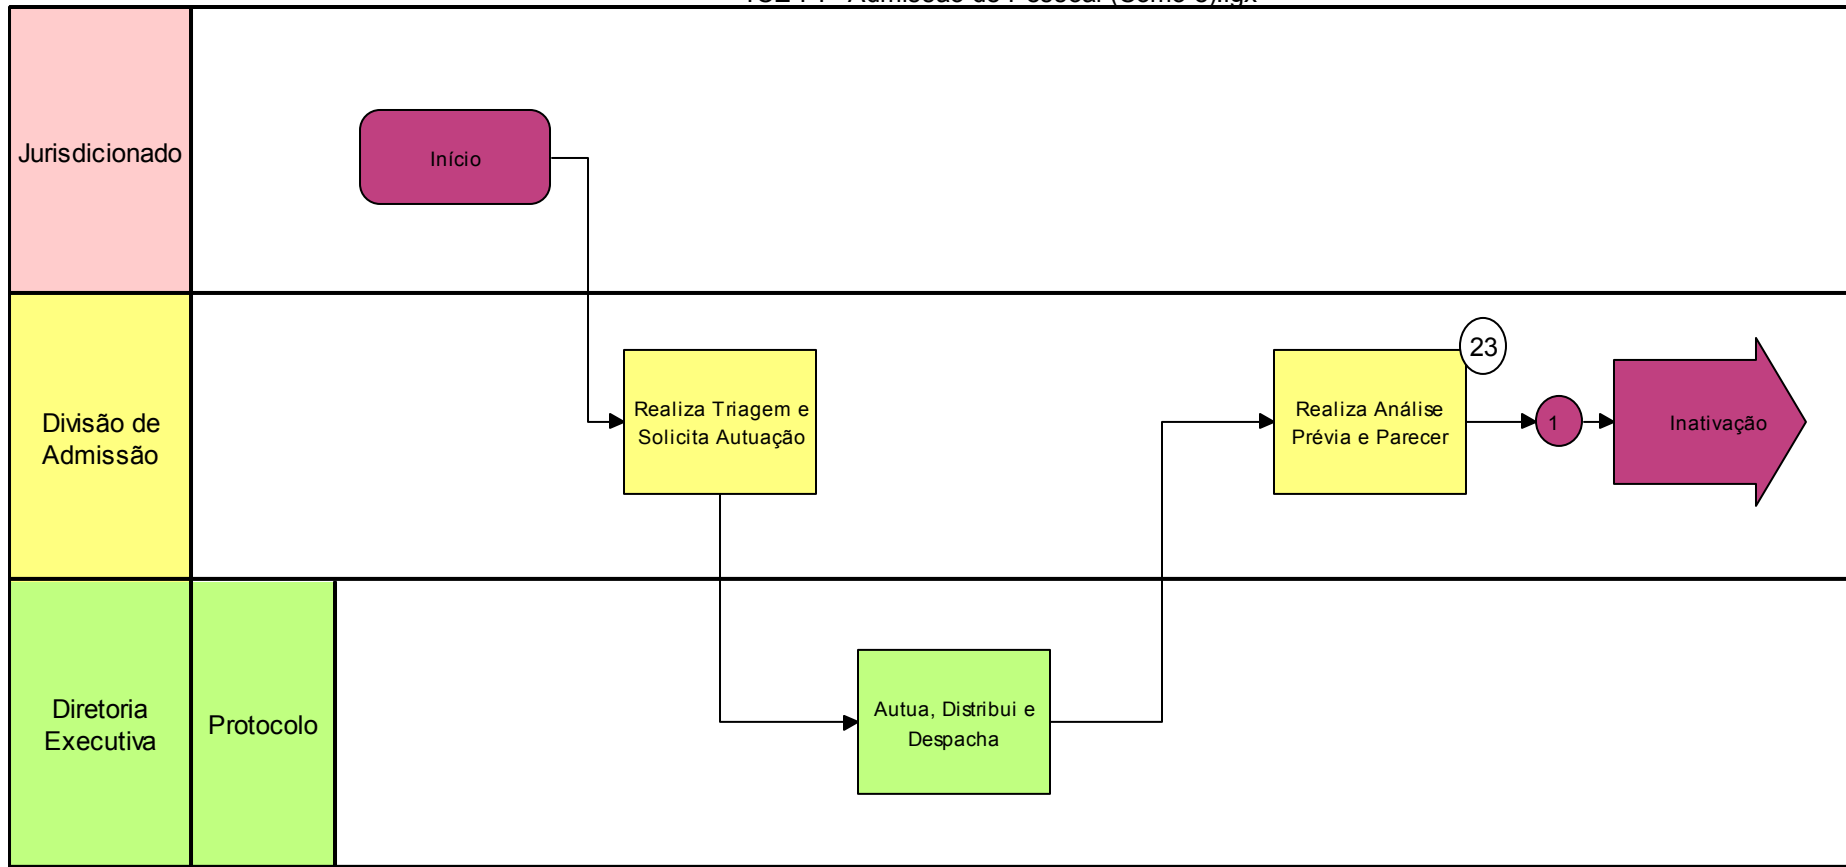 Jurisdicionado
Início
Divisão de
Admissão
Realiza Triagem e
Solicita Autuação
Realiza Análise
Prévia e Parecer
23
1
Inativação
Diretoria
Executiva
Protocolo
Autua, Distribui e
Despacha